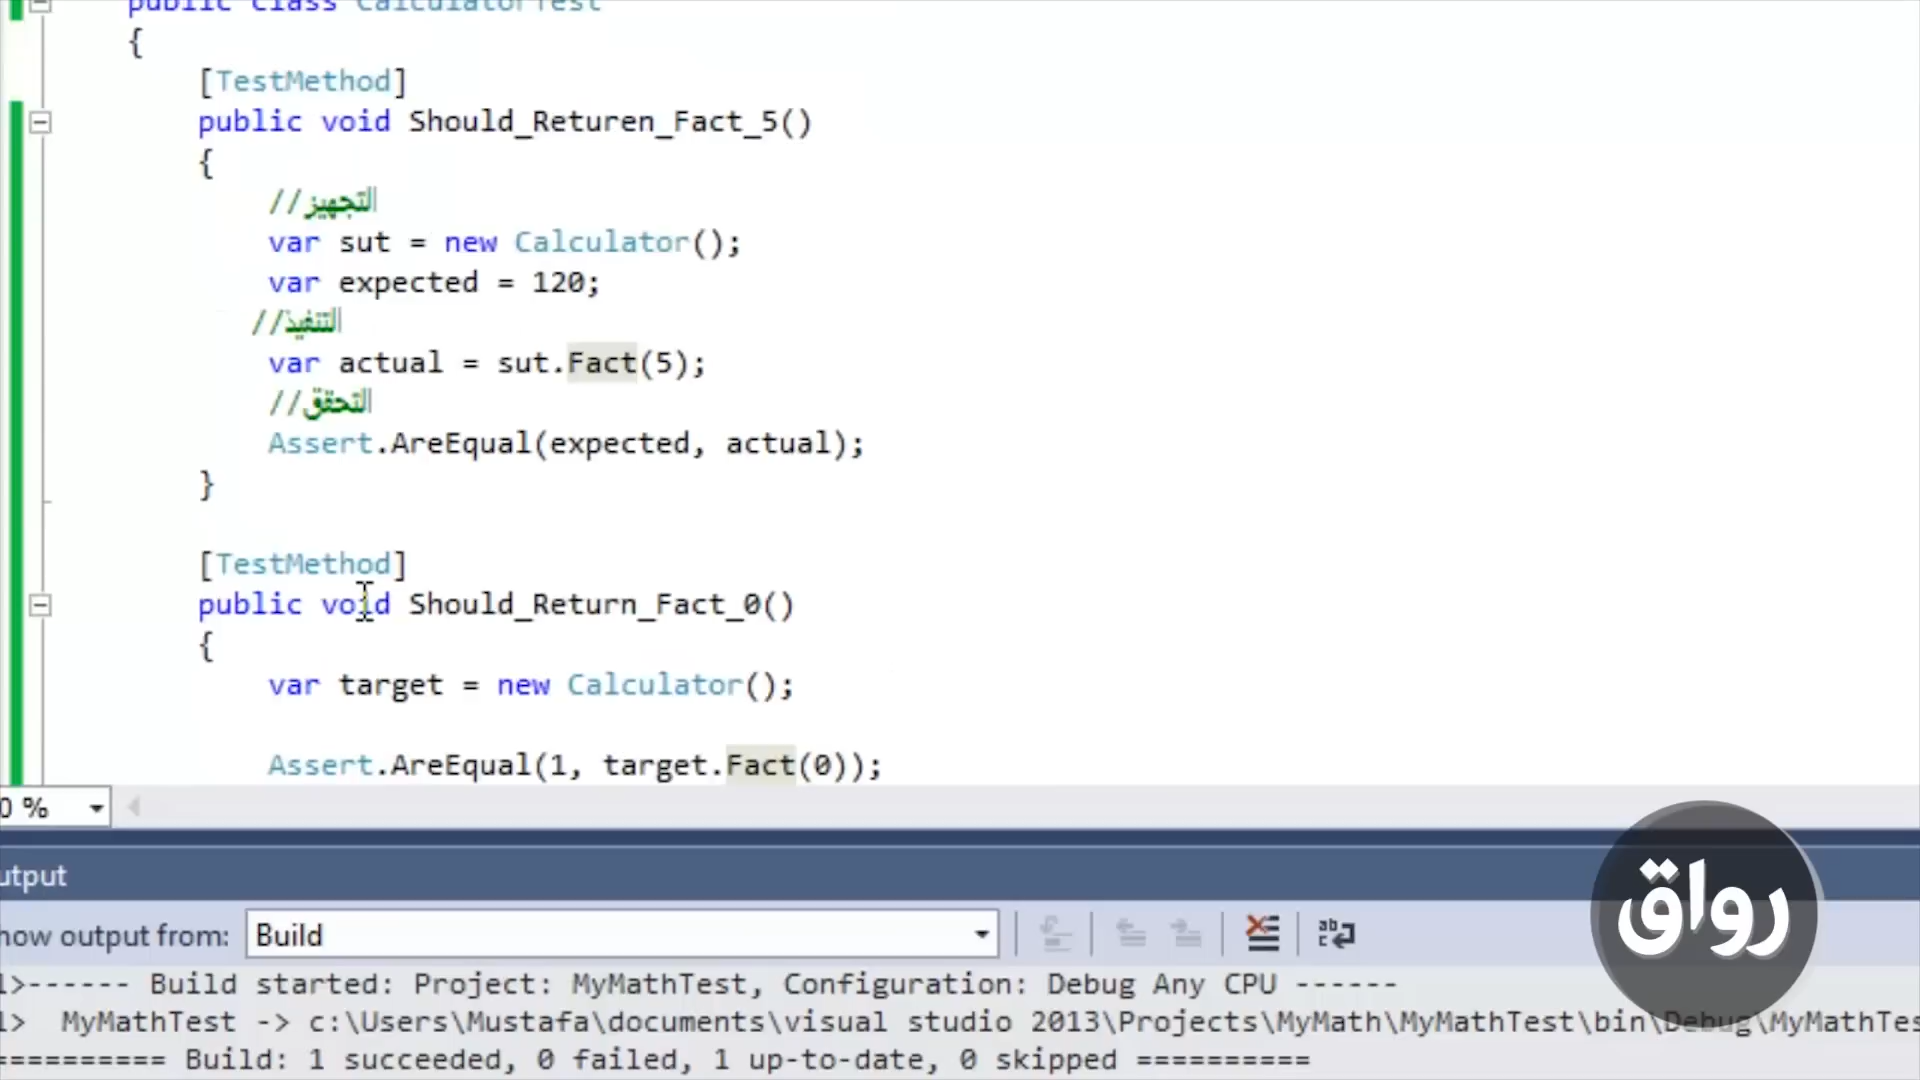 public class CalculatorTest
{
[TestMethod]
public void Should_Returen_Fact_5()
{
//التجهيز
var sut = new Calculator();
var expected = 120;
//التنفيذ
var actual = sut.Fact(5);
//التحقق
Assert.AreEqual(expected, actual);
}
[TestMethod]
public void Should_Return_Fact_0()
{
var target = new Calculator();
Assert.AreEqual(1, target.Fact(0));
0 %
utput
how output from: Build
1>------ Build started: Project: MyMathTest, Configuration: Debug Any CPU ------
1>  MyMathTest -> c:\Users\Mustafa\documents\visual studio 2013\Projects\MyMath\MyMathTest\bin\Debug\MyMathTes
========== Build: 1 succeeded, 0 failed, 1 up-to-date, 0 skipped ==========
رواق